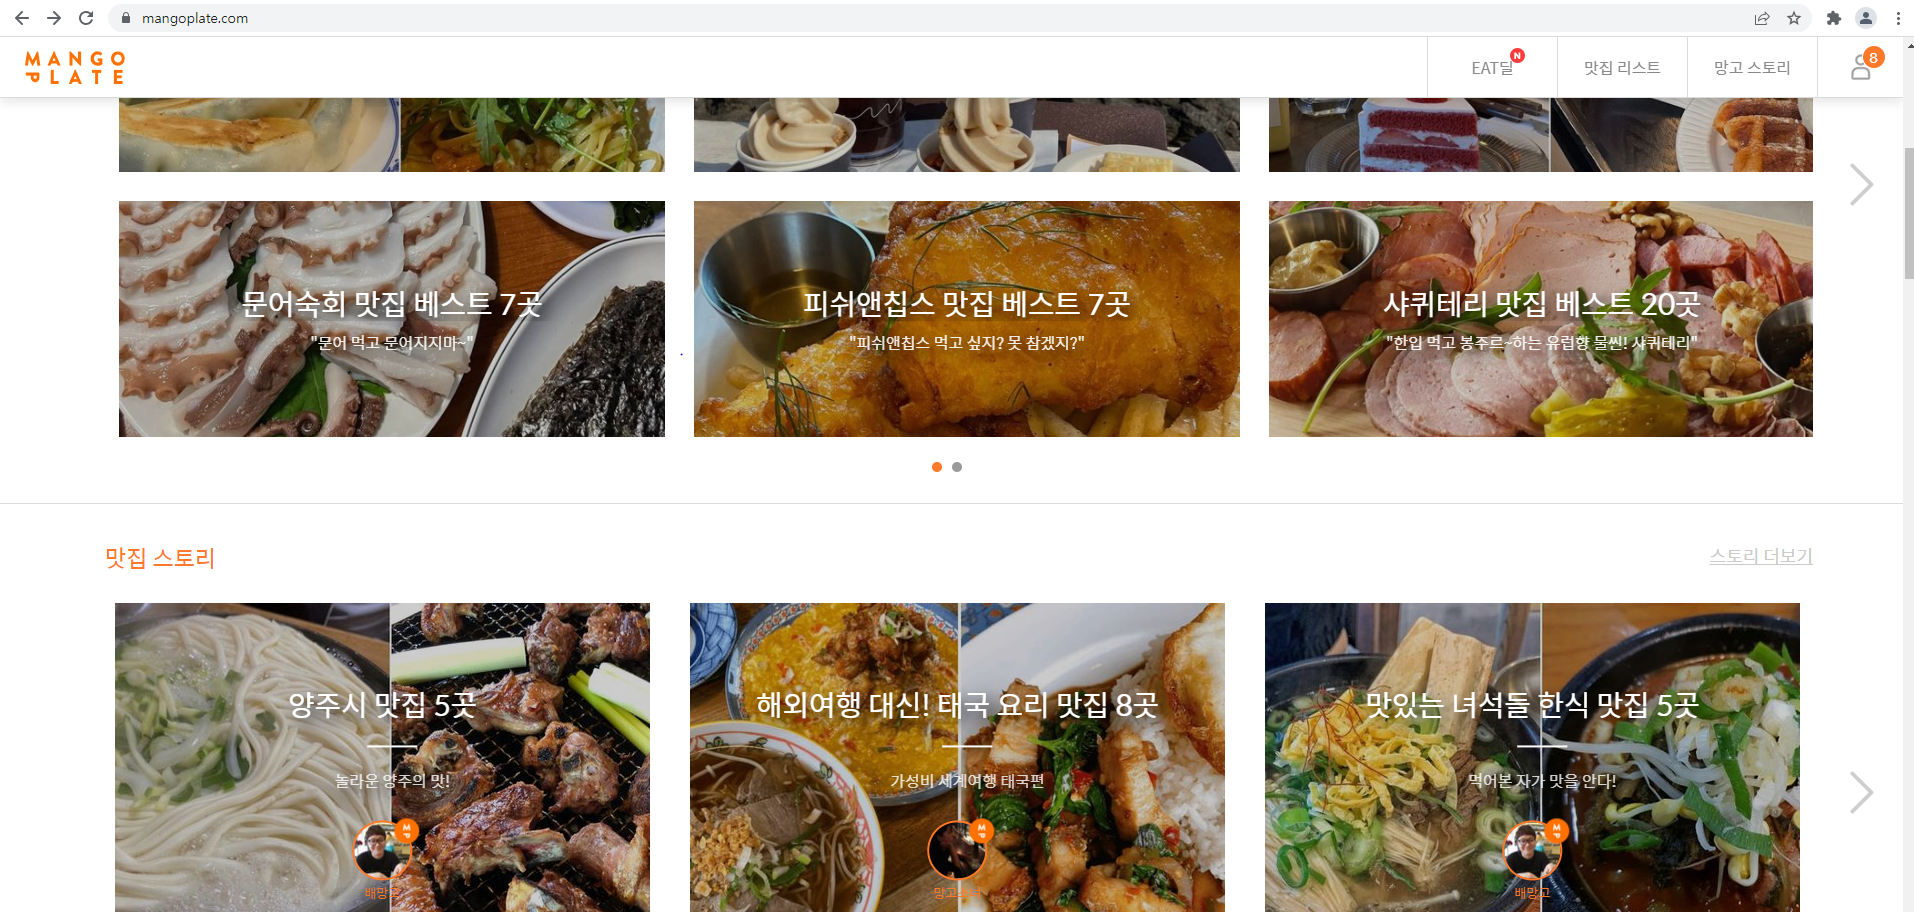 mangoplate.com
MANGO
PLATE
EAT딜
N
맛집 리스트
망고 스토리
8
문어숙회 맛집 베스트 7곳
"문어 먹고 문어지지마~"
피쉬앤칩스 맛집 베스트 7곳
"피쉬앤칩스 먹고 싶지? 못 참겠지?"
샤퀴테리 맛집 베스트 20곳
"한입 먹고 봉주르~하는 유럽향 물씬! 샤퀴테리"
맛집 스토리
스토리 더보기
양주시 맛집 5곳
놀라운 양주의 맛!
배망고
해외여행 대신! 태국 요리 맛집 8곳
가성비 세계여행 태국편
맛있는 녀석들 한식 맛집 5곳
먹어본 자가 맛을 안다!
배망고